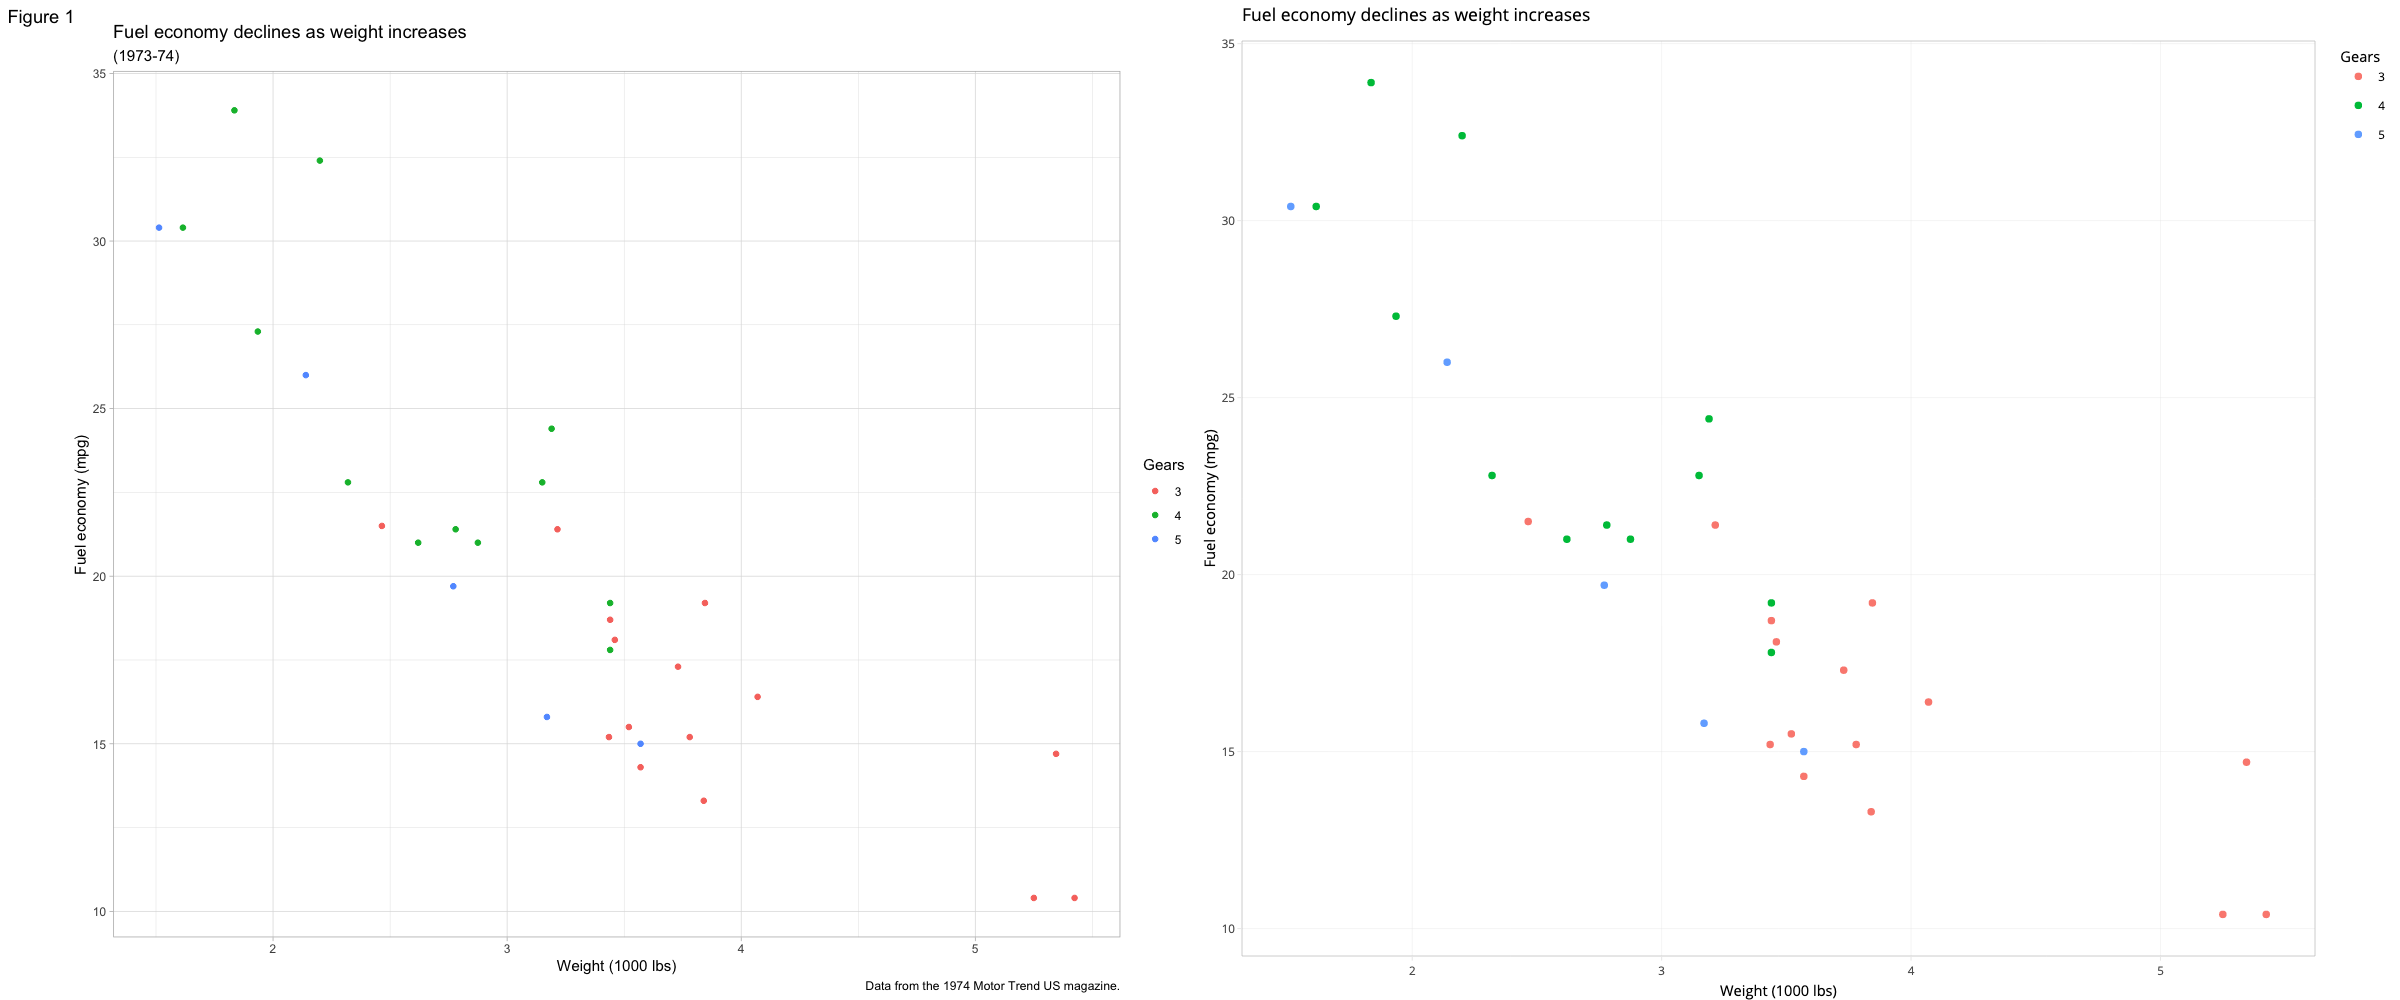 Figure 1
Fuel economy declines as weight increases
(1973-74)
35
30
25
20
15
10
Fuel economy (mpg)
2 3 4 5
Weight (1000 lbs)
Data from the 1974 Motor Trend US magazine.
Gears
3
4
5
Fuel economy declines as weight increases
35
30
25
20
15
10
Fuel economy (mpg)
2 3 4 5
Weight (1000 lbs)
Gears
3
4
5